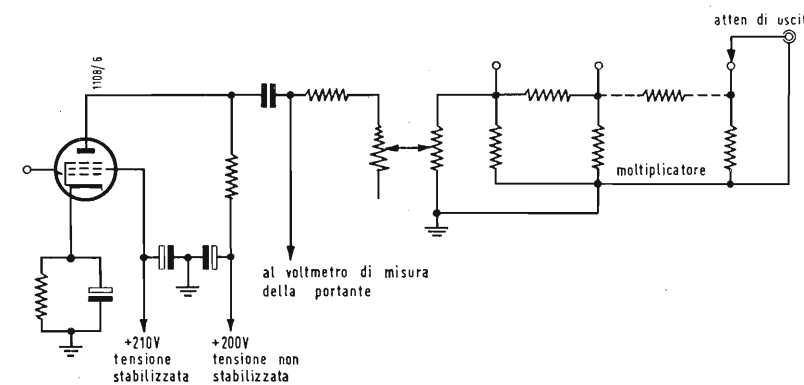 atten di uscit
1108/6
moltiplicatore
al voltmetro di misura
della portante
+210V
tensione
stabilizzata
+200V
tensione non
stabilizzata